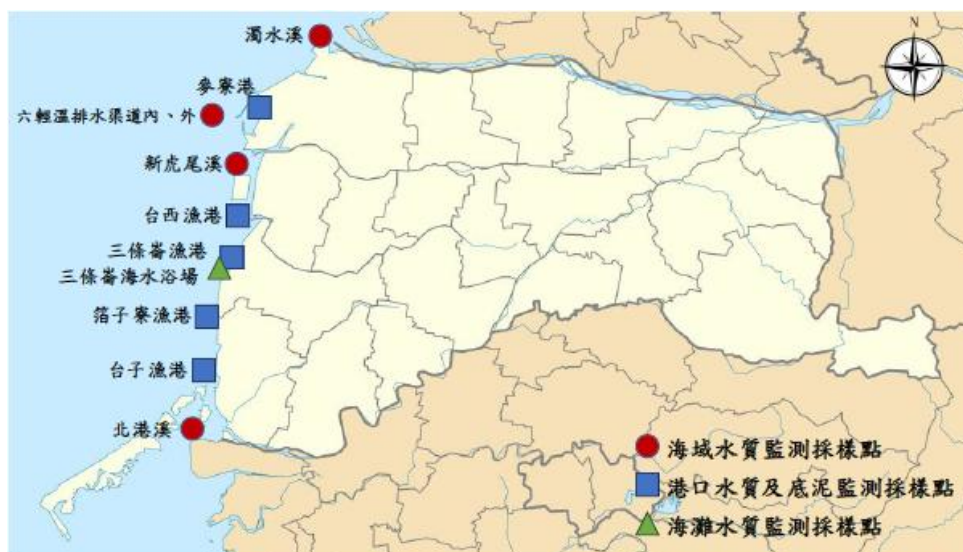 濁水溪
N
麥寮港
六輕溫排水渠道內、外
新虎尾溪
台西漁港
三條崙漁港
三條崙海水浴場
箔子寮漁港
台子漁港
北港溪
海域水質監測採樣點
港口水質及底泥監測採樣點
海灘水質監測採樣點